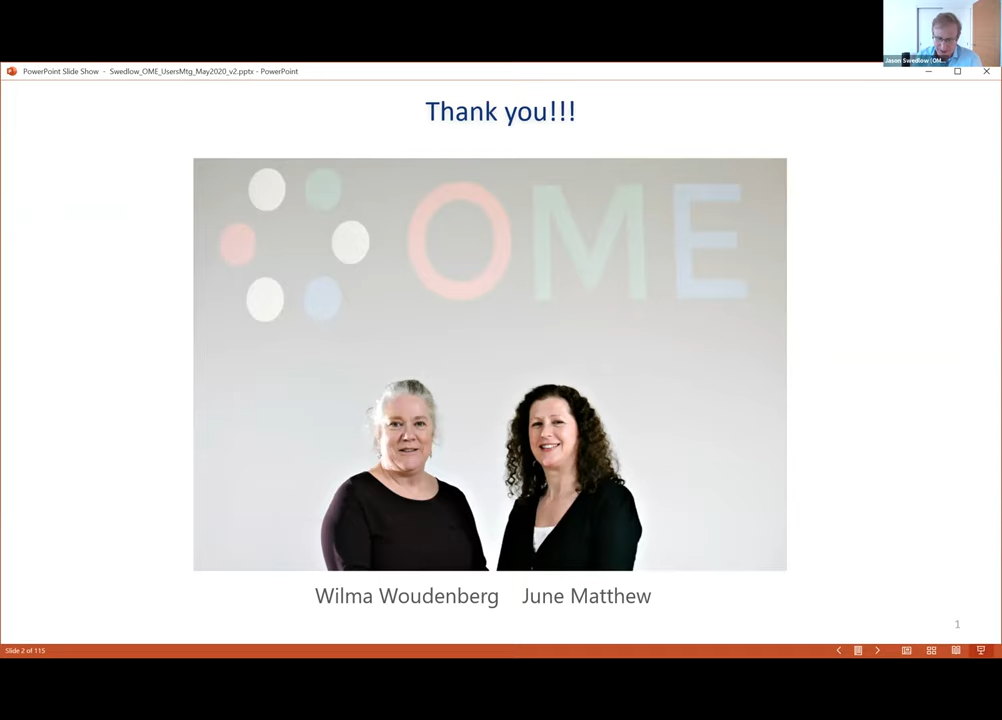 Jason Swedlow (OM...
PowerPoint Slide Show - Swedlow_OME_UsersMtg_May2020_v2.pptx - PowerPoint
Thank you!!!
OME
Wilma Woudenberg June Matthew
1
Slide 2 of 115